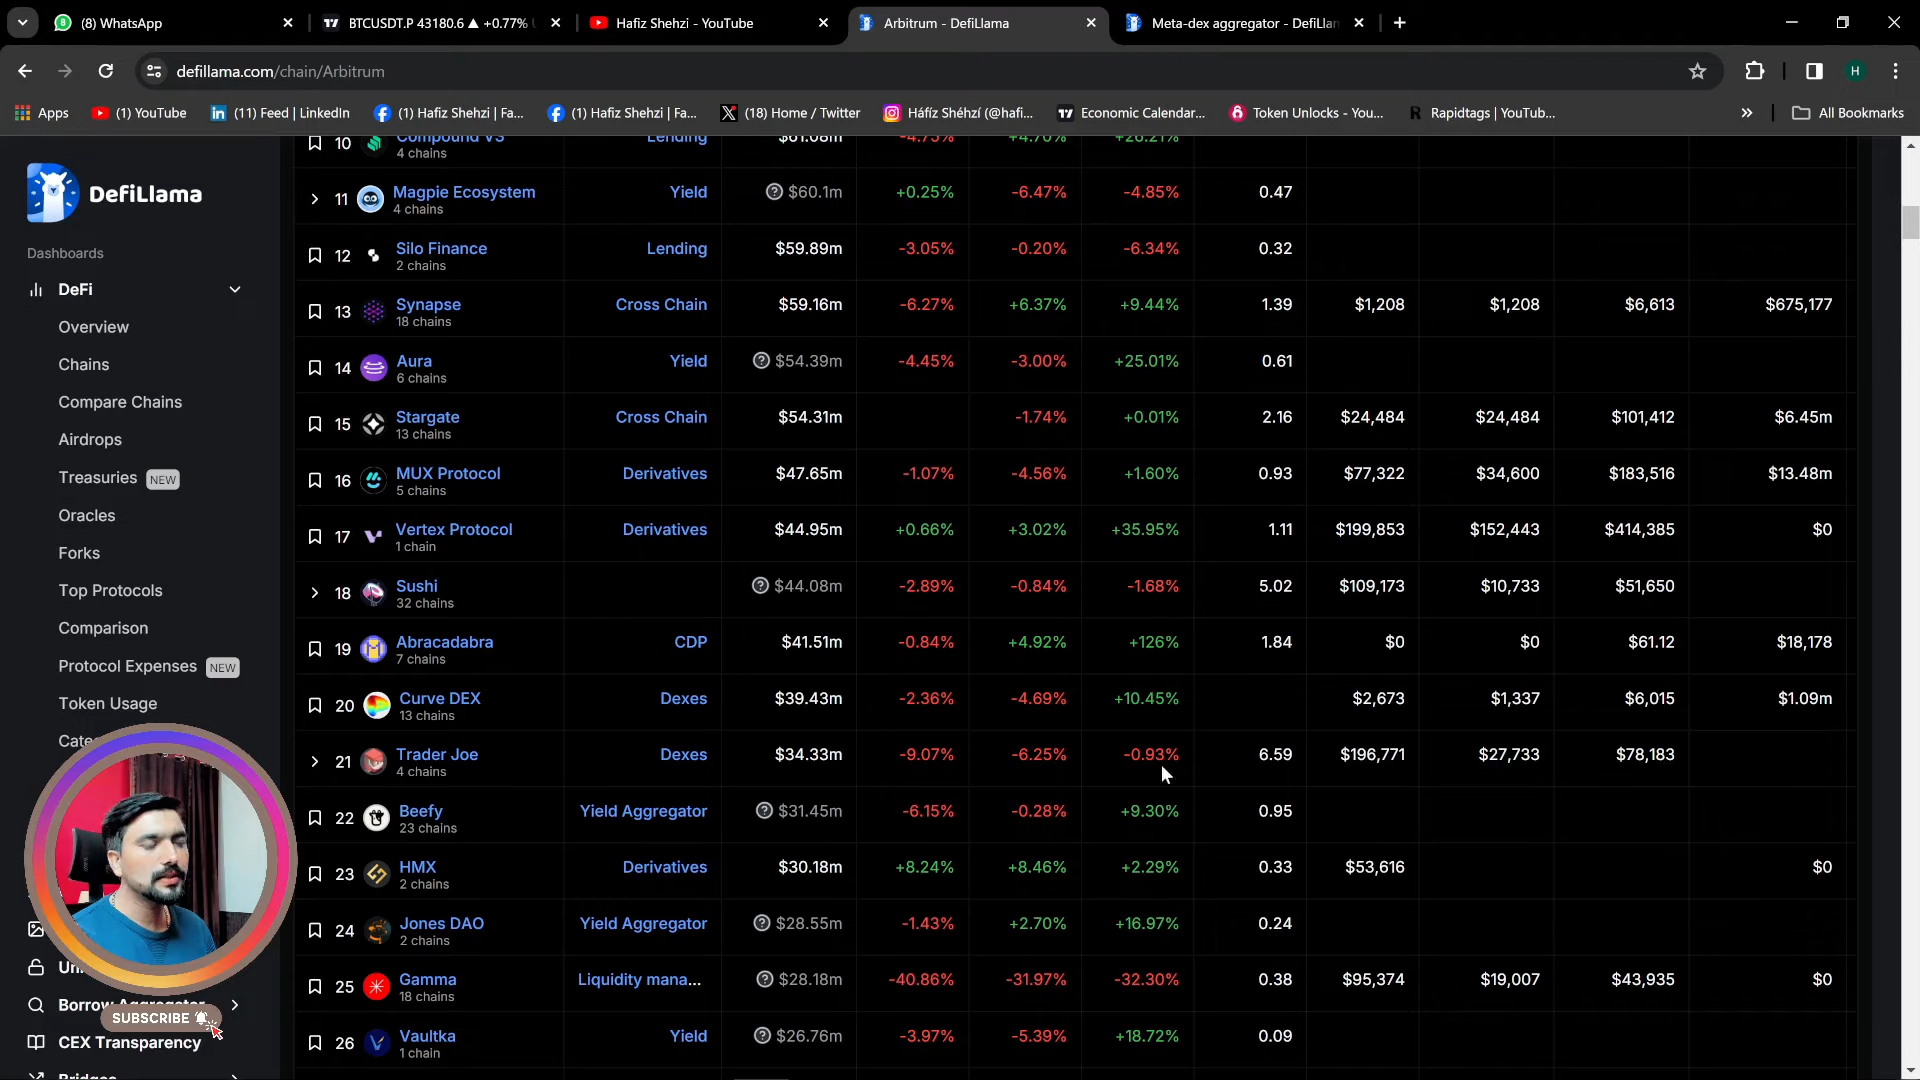 (8) WhatsApp
BTCUSDT.P 43180.6 ▲ +0.77%
Hafiz Shehzi - YouTube
Arbitrum - DefiLlama
Meta-dex aggregator - DefiLlan
defillama.com/chain/Arbitrum
H
Apps
(1) YouTube
(11) Feed | LinkedIn
(1) Hafiz Shehzi | Fa...
(1) Hafiz Shehzi | Fa...
(18) Home / Twitter
Háfíz Shéhzí (@hafi...
Economic Calendar...
Token Unlocks - You...
Rapidtags | YouTub...
All Bookmarks
DefiLlama
Dashboards
DeFi
Overview
Chains
Compare Chains
Airdrops
Treasuries NEW
Oracles
Forks
Top Protocols
Comparison
Protocol Expenses NEW
Token Usage
Borrow Aggregator
SUBSCRIBE
CEX Transparency
Bridges
10 Compound V3 Lending $61.08m -4.75% +4.70% +26.21%
4 chains
11 Magpie Ecosystem Yield $60.1m +0.25% -6.47% -4.85% 0.47
4 chains
12 Silo Finance Lending $59.89m -3.05% -0.20% -6.34% 0.32
2 chains
13 Synapse Cross Chain $59.16m -6.27% +6.37% +9.44% 1.39 $1,208 $1,208 $6,613 $675,177
18 chains
14 Aura Yield $54.39m -4.45% -3.00% +25.01% 0.61
6 chains
15 Stargate Cross Chain $54.31m -1.74% +0.01% 2.16 $24,484 $24,484 $101,412 $6.45m
13 chains
16 MUX Protocol Derivatives $47.65m -1.07% -4.56% +1.60% 0.93 $77,322 $34,600 $183,516 $13.48m
5 chains
17 Vertex Protocol Derivatives $44.95m +0.66% +3.02% +35.95% 1.11 $199,853 $152,443 $414,385 $0
1 chain
18 Sushi $44.08m -2.89% -0.84% -1.68% 5.02 $109,173 $10,733 $51,650
32 chains
19 Abracadabra CDP $41.51m -0.84% +4.92% +126% 1.84 $0 $0 $61.12 $18,178
7 chains
20 Curve DEX Dexes $39.43m -2.36% -4.69% +10.45% $2,673 $1,337 $6,015 $1.09m
13 chains
21 Trader Joe Dexes $34.33m -9.07% -6.25% -0.93% 6.59 $196,771 $27,733 $78,183
4 chains
22 Beefy Yield Aggregator $31.45m -6.15% -0.28% +9.30% 0.95
23 chains
23 HMX Derivatives $30.18m +8.24% +8.46% +2.29% 0.33 $53,616 $0
2 chains
24 Jones DAO Yield Aggregator $28.55m -1.43% +2.70% +16.97% 0.24
2 chains
25 Gamma Liquidity mana... $28.18m -40.86% -31.97% -32.30% 0.38 $95,374 $19,007 $43,935 $0
18 chains
26 Vaultka Yield $26.76m -3.97% -5.39% +18.72% 0.09
1 chain